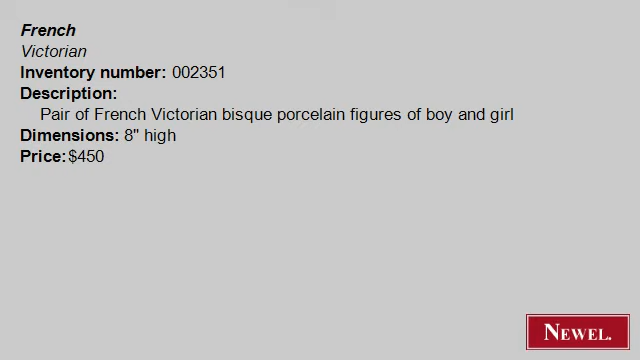 French
Victorian
Inventory number: 002351
Description:
Pair of French Victorian bisque porcelain figures of boy and girl
Dimensions: 8" high
Price:$450
NEWEL.